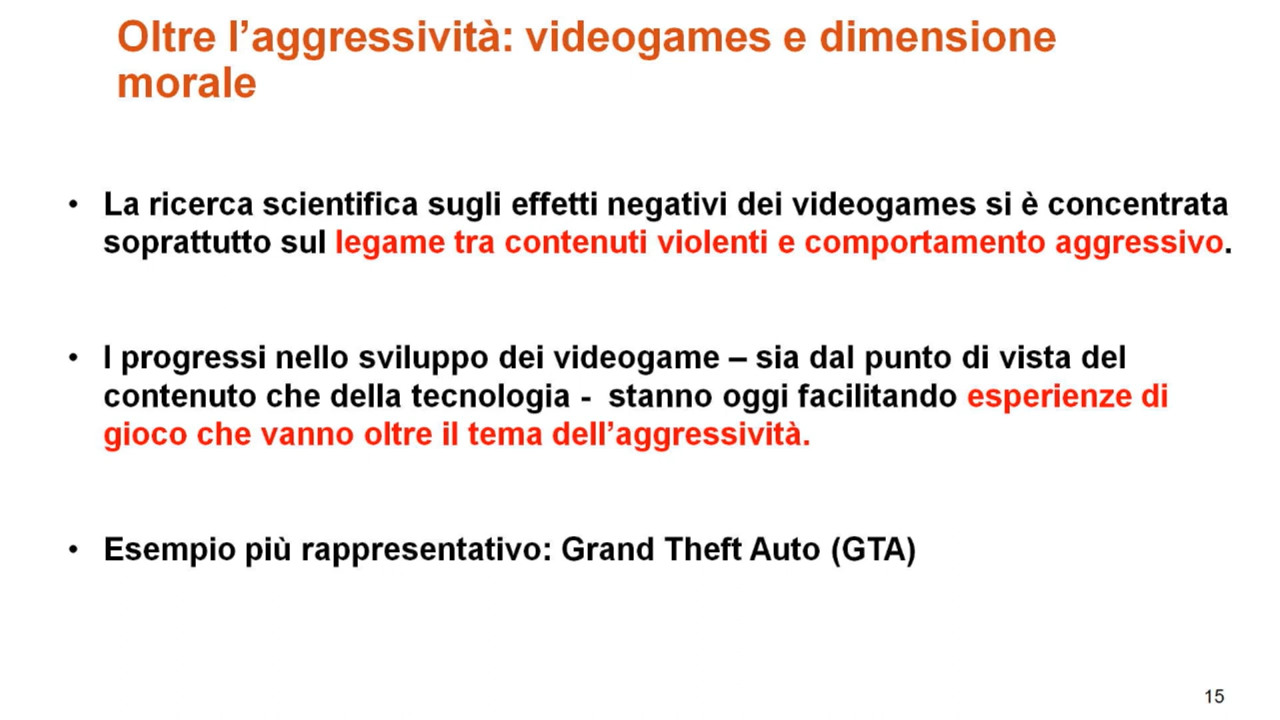 Oltre l’aggressività: videogames e dimensione
morale
• La ricerca scientifica sugli effetti negativi dei videogames si è concentrata
soprattutto sul legame tra contenuti violenti e comportamento aggressivo.
• I progressi nello sviluppo dei videogame – sia dal punto di vista del
contenuto che della tecnologia - stanno oggi facilitando esperienze di
gioco che vanno oltre il tema dell’aggressività.
• Esempio più rappresentativo: Grand Theft Auto (GTA)
15